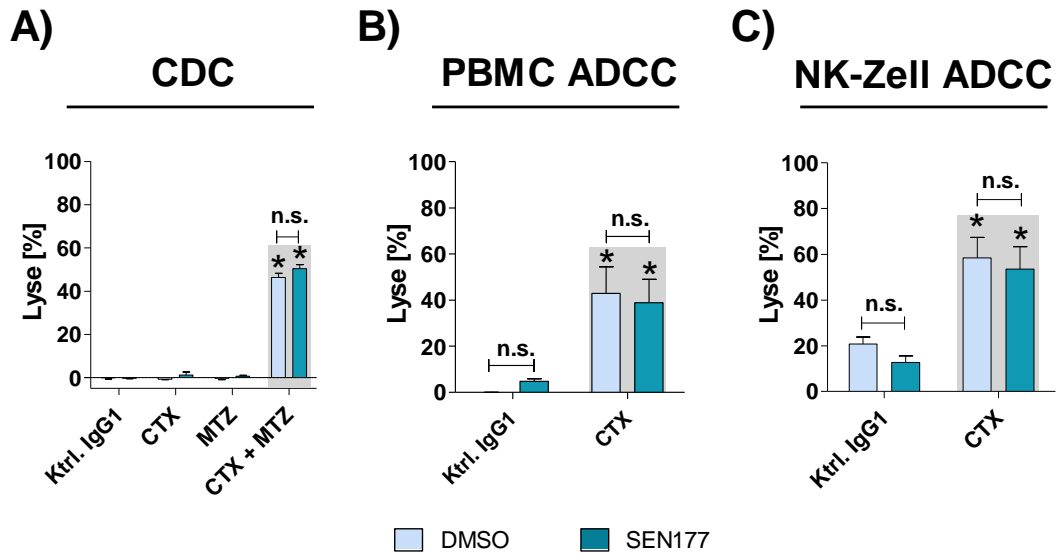 A)
CDC
Lyse [%]
100
80
60
40
20
0
n.s.
*
*
Ktrl. IgG1
CTX
MTZ
CTX + MTZ
B)
PBMC ADCC
Lyse [%]
100
80
60
40
20
0
n.s.
n.s.
*
*
Ktrl. IgG1
CTX
C)
NK-Zell ADCC
Lyse [%]
100
80
60
40
20
0
n.s.
n.s.
*
*
Ktrl. IgG1
CTX
DMSO
SEN177